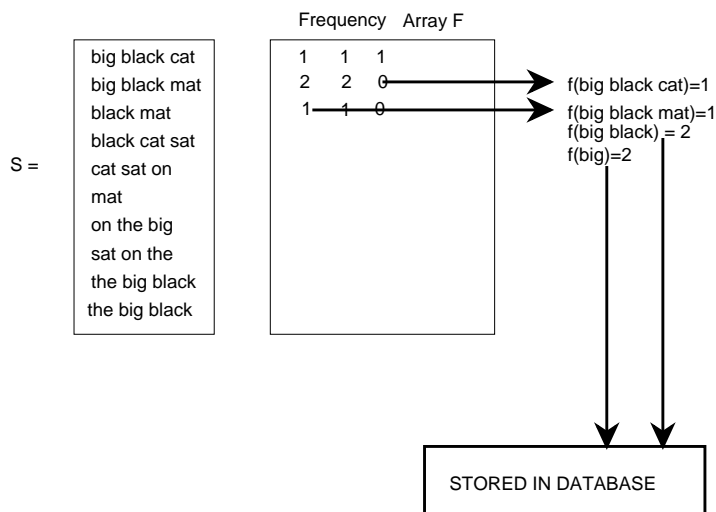 Frequency Array F
S =
big black cat
big black mat
black mat
black cat sat
cat sat on
mat
on the big
sat on the
the big black
the big black
1 1 1
2 2 0
1 1 0
f(big black cat)=1
f(big black mat)=1
f(big black) = 2
f(big)=2
STORED IN DATABASE